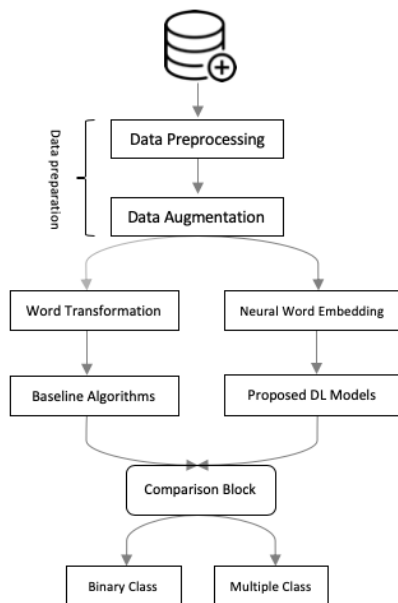 Data preparation
Data Preprocessing
Data Augmentation
Word Transformation
Neural Word Embedding
Baseline Algorithms
Proposed DL Models
Comparison Block
Binary Class
Multiple Class